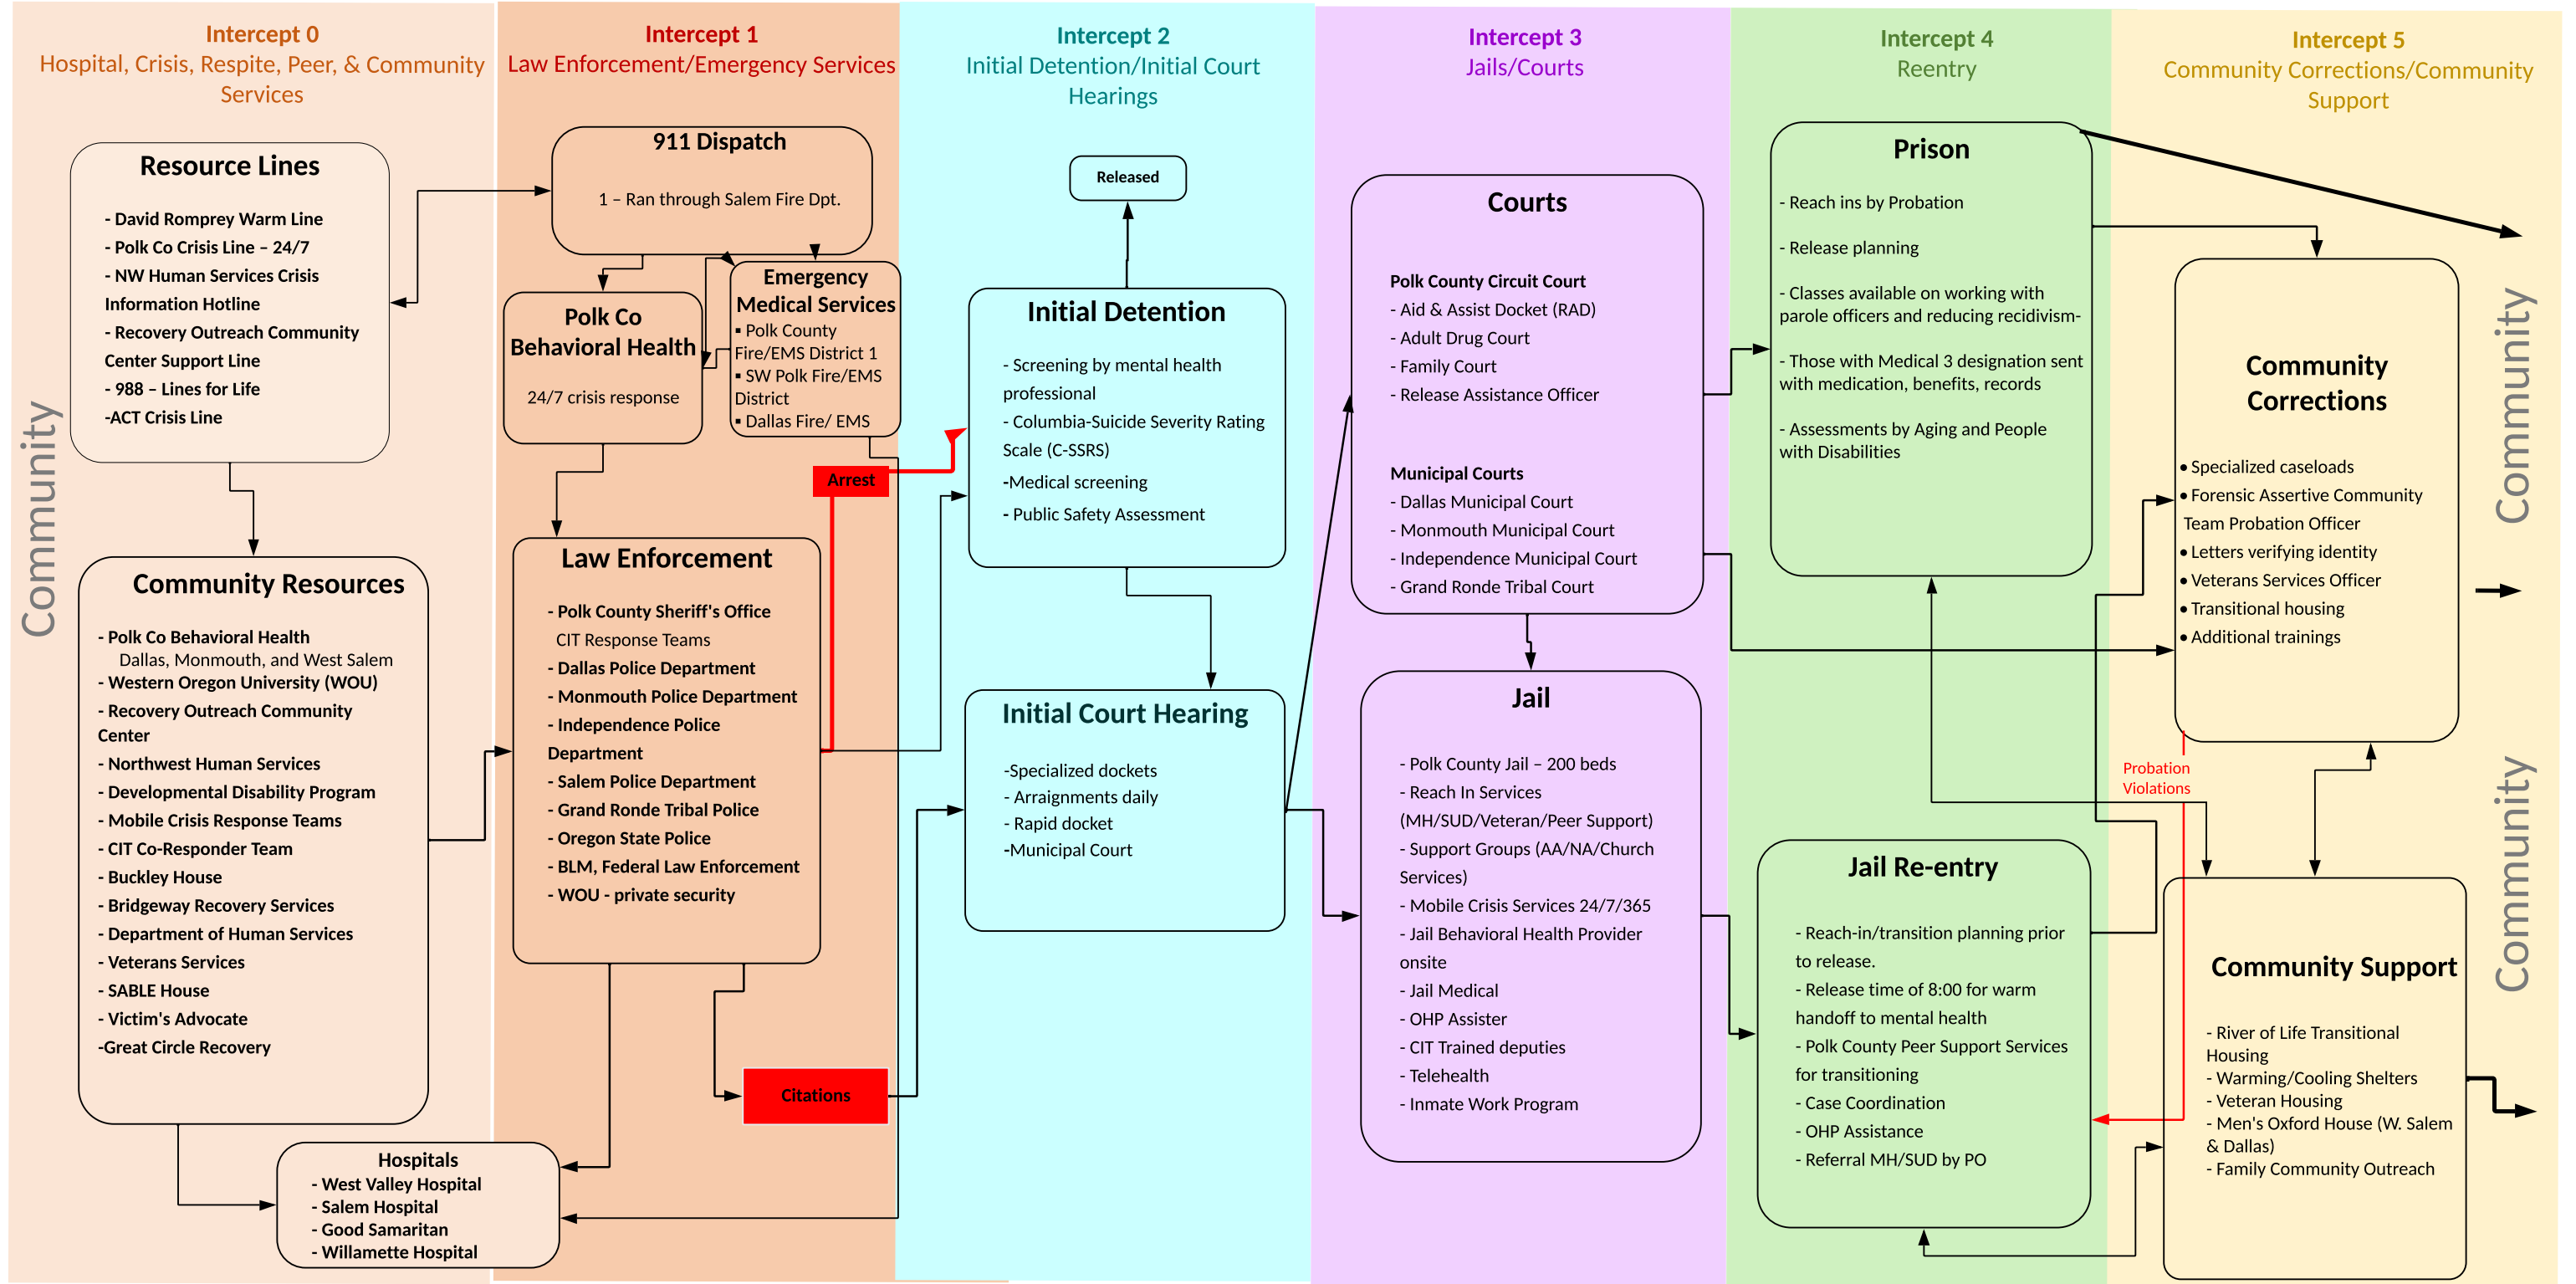 Intercept 0
Hospital, Crisis, Respite, Peer, & Community
Services
Intercept 1
Law Enforcement/Emergency Services
Intercept 2
Initial Detention/Initial Court
Hearings
Intercept 3
Jails/Courts
Intercept 4
Reentry
Intercept 5
Community Corrections/Community
Support
Community
Resource Lines
- David Romprey Warm Line
- Polk Co Crisis Line – 24/7
- NW Human Services Crisis
Information Hotline
- Recovery Outreach Community
Center Support Line
- 988 – Lines for Life
-ACT Crisis Line
Community Resources
- Polk Co Behavioral Health
Dallas, Monmouth, and West Salem
- Western Oregon University (WOU)
- Recovery Outreach Community
Center
- Northwest Human Services
- Developmental Disability Program
- Mobile Crisis Response Teams
- CIT Co-Responder Team
- Buckley House
- Bridgeway Recovery Services
- Department of Human Services
- Veterans Services
- SABLE House
- Victim's Advocate
-Great Circle Recovery
Hospitals
- West Valley Hospital
- Salem Hospital
- Good Samaritan
- Willamette Hospital
911 Dispatch
1 – Ran through Salem Fire Dpt.
Polk Co
Behavioral Health
24/7 crisis response
Emergency
Medical Services
▪ Polk County
Fire/EMS District 1
▪ SW Polk Fire/EMS
District
▪ Dallas Fire/ EMS
Arrest
Law Enforcement
- Polk County Sheriff's Office
CIT Response Teams
- Dallas Police Department
- Monmouth Police Department
- Independence Police
Department
- Salem Police Department
- Grand Ronde Tribal Police
- Oregon State Police
- BLM, Federal Law Enforcement
- WOU - private security
Citations
Released
Initial Detention
- Screening by mental health
professional
- Columbia-Suicide Severity Rating
Scale (C-SSRS)
-Medical screening
- Public Safety Assessment
Initial Court Hearing
-Specialized dockets
- Arraignments daily
- Rapid docket
-Municipal Court
Courts
Polk County Circuit Court
- Aid & Assist Docket (RAD)
- Adult Drug Court
- Family Court
- Release Assistance Officer
Municipal Courts
- Dallas Municipal Court
- Monmouth Municipal Court
- Independence Municipal Court
- Grand Ronde Tribal Court
Jail
- Polk County Jail – 200 beds
- Reach In Services
(MH/SUD/Veteran/Peer Support)
- Support Groups (AA/NA/Church
Services)
- Mobile Crisis Services 24/7/365
- Jail Behavioral Health Provider
onsite
- Jail Medical
- OHP Assister
- CIT Trained deputies
- Telehealth
- Inmate Work Program
Prison
- Reach ins by Probation
- Release planning
- Classes available on working with
parole officers and reducing recidivism-
- Those with Medical 3 designation sent
with medication, benefits, records
- Assessments by Aging and People
with Disabilities
Jail Re-entry
- Reach-in/transition planning prior
to release.
- Release time of 8:00 for warm
handoff to mental health
- Polk County Peer Support Services
for transitioning
- Case Coordination
- OHP Assistance
- Referral MH/SUD by PO
Community
Corrections
• Specialized caseloads
• Forensic Assertive Community
Team Probation Officer
• Letters verifying identity
• Veterans Services Officer
• Transitional housing
• Additional trainings
Probation
Violations
Community Support
- River of Life Transitional
Housing
- Warming/Cooling Shelters
- Veteran Housing
- Men's Oxford House (W. Salem
& Dallas)
- Family Community Outreach
Community
Community